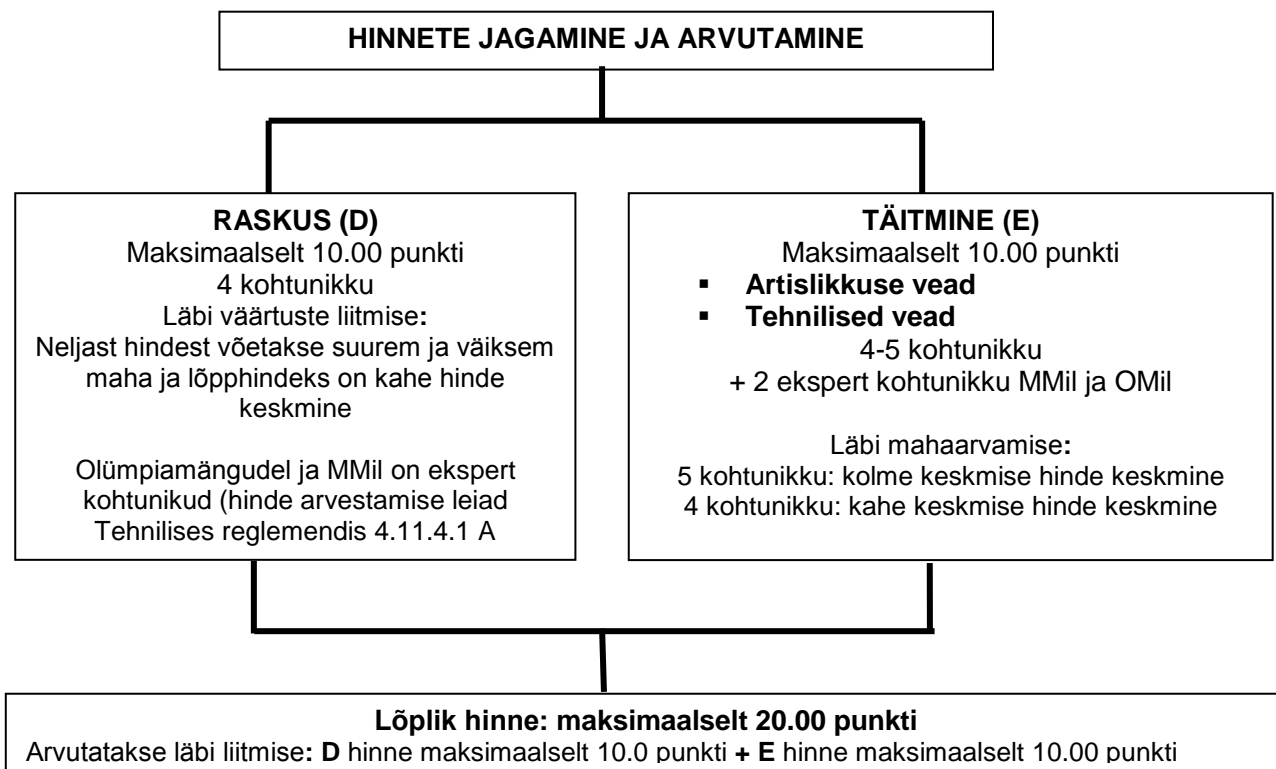 HINNETE JAGAMINE JA ARVUTAMINE
RASKUS (D)
Maksimaalselt 10.00 punkti
4 kohtunikku
Läbi väärtuste liitmise:
Neljast hindest võetakse suurem ja väiksem
maha ja lõpphindeks on kahe hinde
keskmine
Olümpiamängudel ja MMil on ekspert
kohtunikud (hinde arvestamise leiad
Tehnilises reglemendis 4.11.4.1 A
TÄITMINE (E)
Maksimaalselt 10.00 punkti
▪ Artislikkuse vead
▪ Tehnilised vead
4-5 kohtunikku
+ 2 ekspert kohtunikku MMil ja OMil
Läbi mahaarvamise:
5 kohtunikku: kolme keskmise hinde keskmine
4 kohtunikku: kahe keskmise hinde keskmine
Lõplik hinne: maksimaalselt 20.00 punkti
Arvutatakse läbi liitmise: D hinne maksimaalselt 10.0 punkti + E hinne maksimaalselt 10.00 punkti